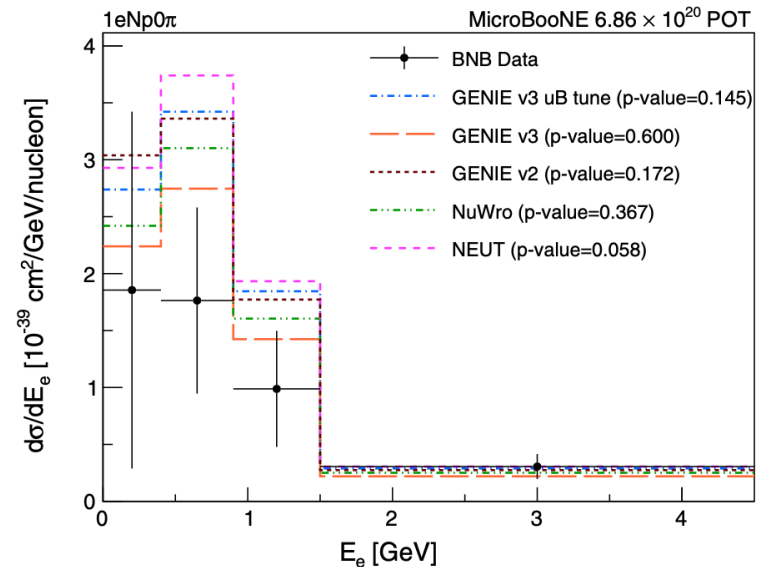 1eNp0π MicroBooNE 6.86 × 10²⁰ POT
BNB Data
GENIE v3 uB tune (p-value=0.145)
GENIE v3 (p-value=0.600)
GENIE v2 (p-value=0.172)
NuWro (p-value=0.367)
NEUT (p-value=0.058)
dσ/dEₑ [10⁻³⁹ cm²/GeV/nucleon]
4
3
2
1
0
0 1 2 3 4
Eₑ [GeV]